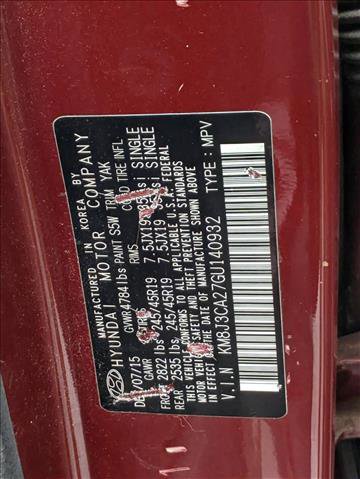 MANUFACTURED IN KOREA BY
HYUNDAI MOTOR COMPANY
DATE 07/15 GVWR 4784 lbs PAINT S5W TRIM YAK
GAWR TIRES RIMS COLD TIRE INFL
FRONT 2822 lbs 245/45R19 7.5JX19 SINGLE
REAR 2535 lbs 245/45R19 7.5JX19 SINGLE
THIS VEHICLE CONFORMS TO ALL APPLICABLE U.S.A. FEDERAL
MOTOR VEHICLE SAFETY AND THEFT PREVENTION STANDARDS
IN EFFECT ON THE DATE OF MANUFACTURE SHOWN ABOVE
V.I.N KM8J3CA27GU140932 TYPE : MPV